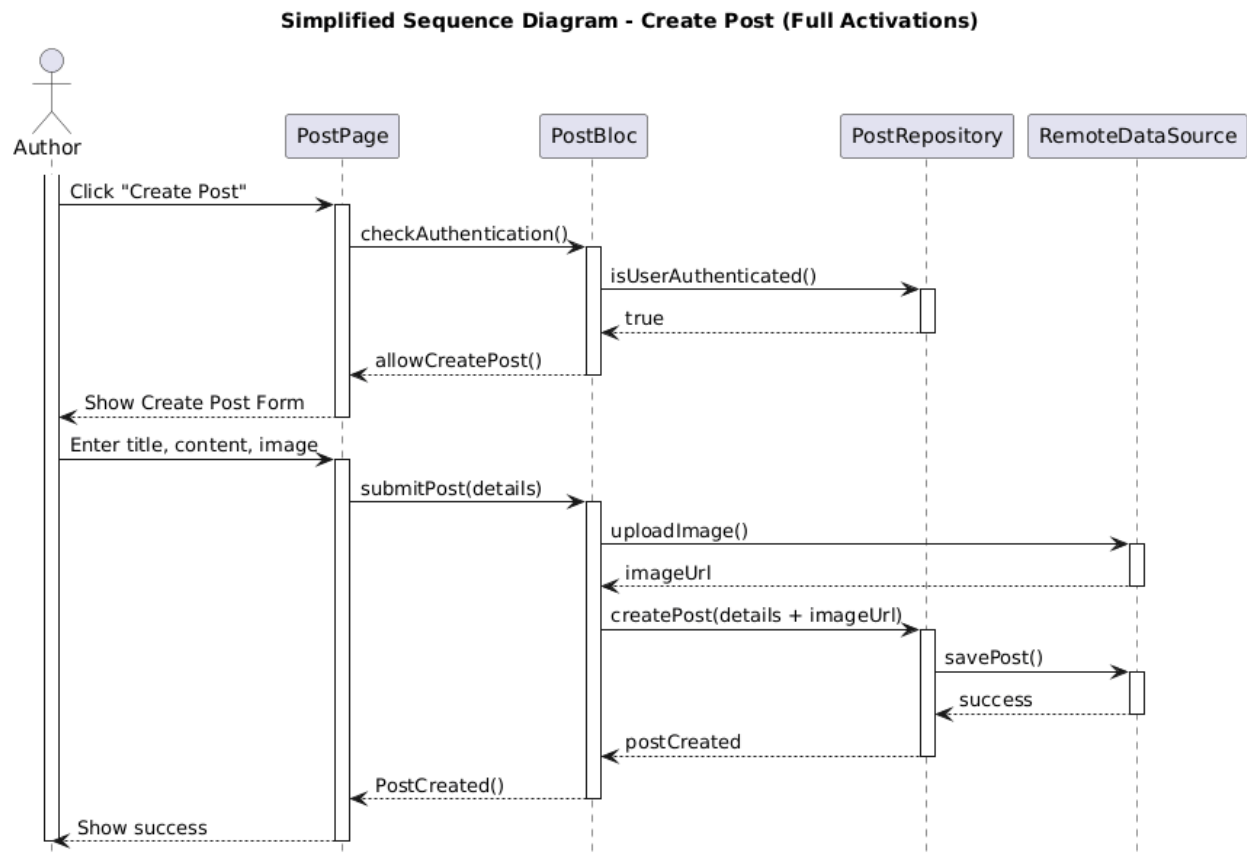 Simplified Sequence Diagram - Create Post (Full Activations)
Author
PostPage
PostBloc
PostRepository
RemoteDataSource
Click "Create Post"
checkAuthentication()
isUserAuthenticated()
true
allowCreatePost()
Show Create Post Form
Enter title, content, image
submitPost(details)
uploadImage()
imageUrl
createPost(details + imageUrl)
savePost()
success
postCreated
PostCreated()
Show success